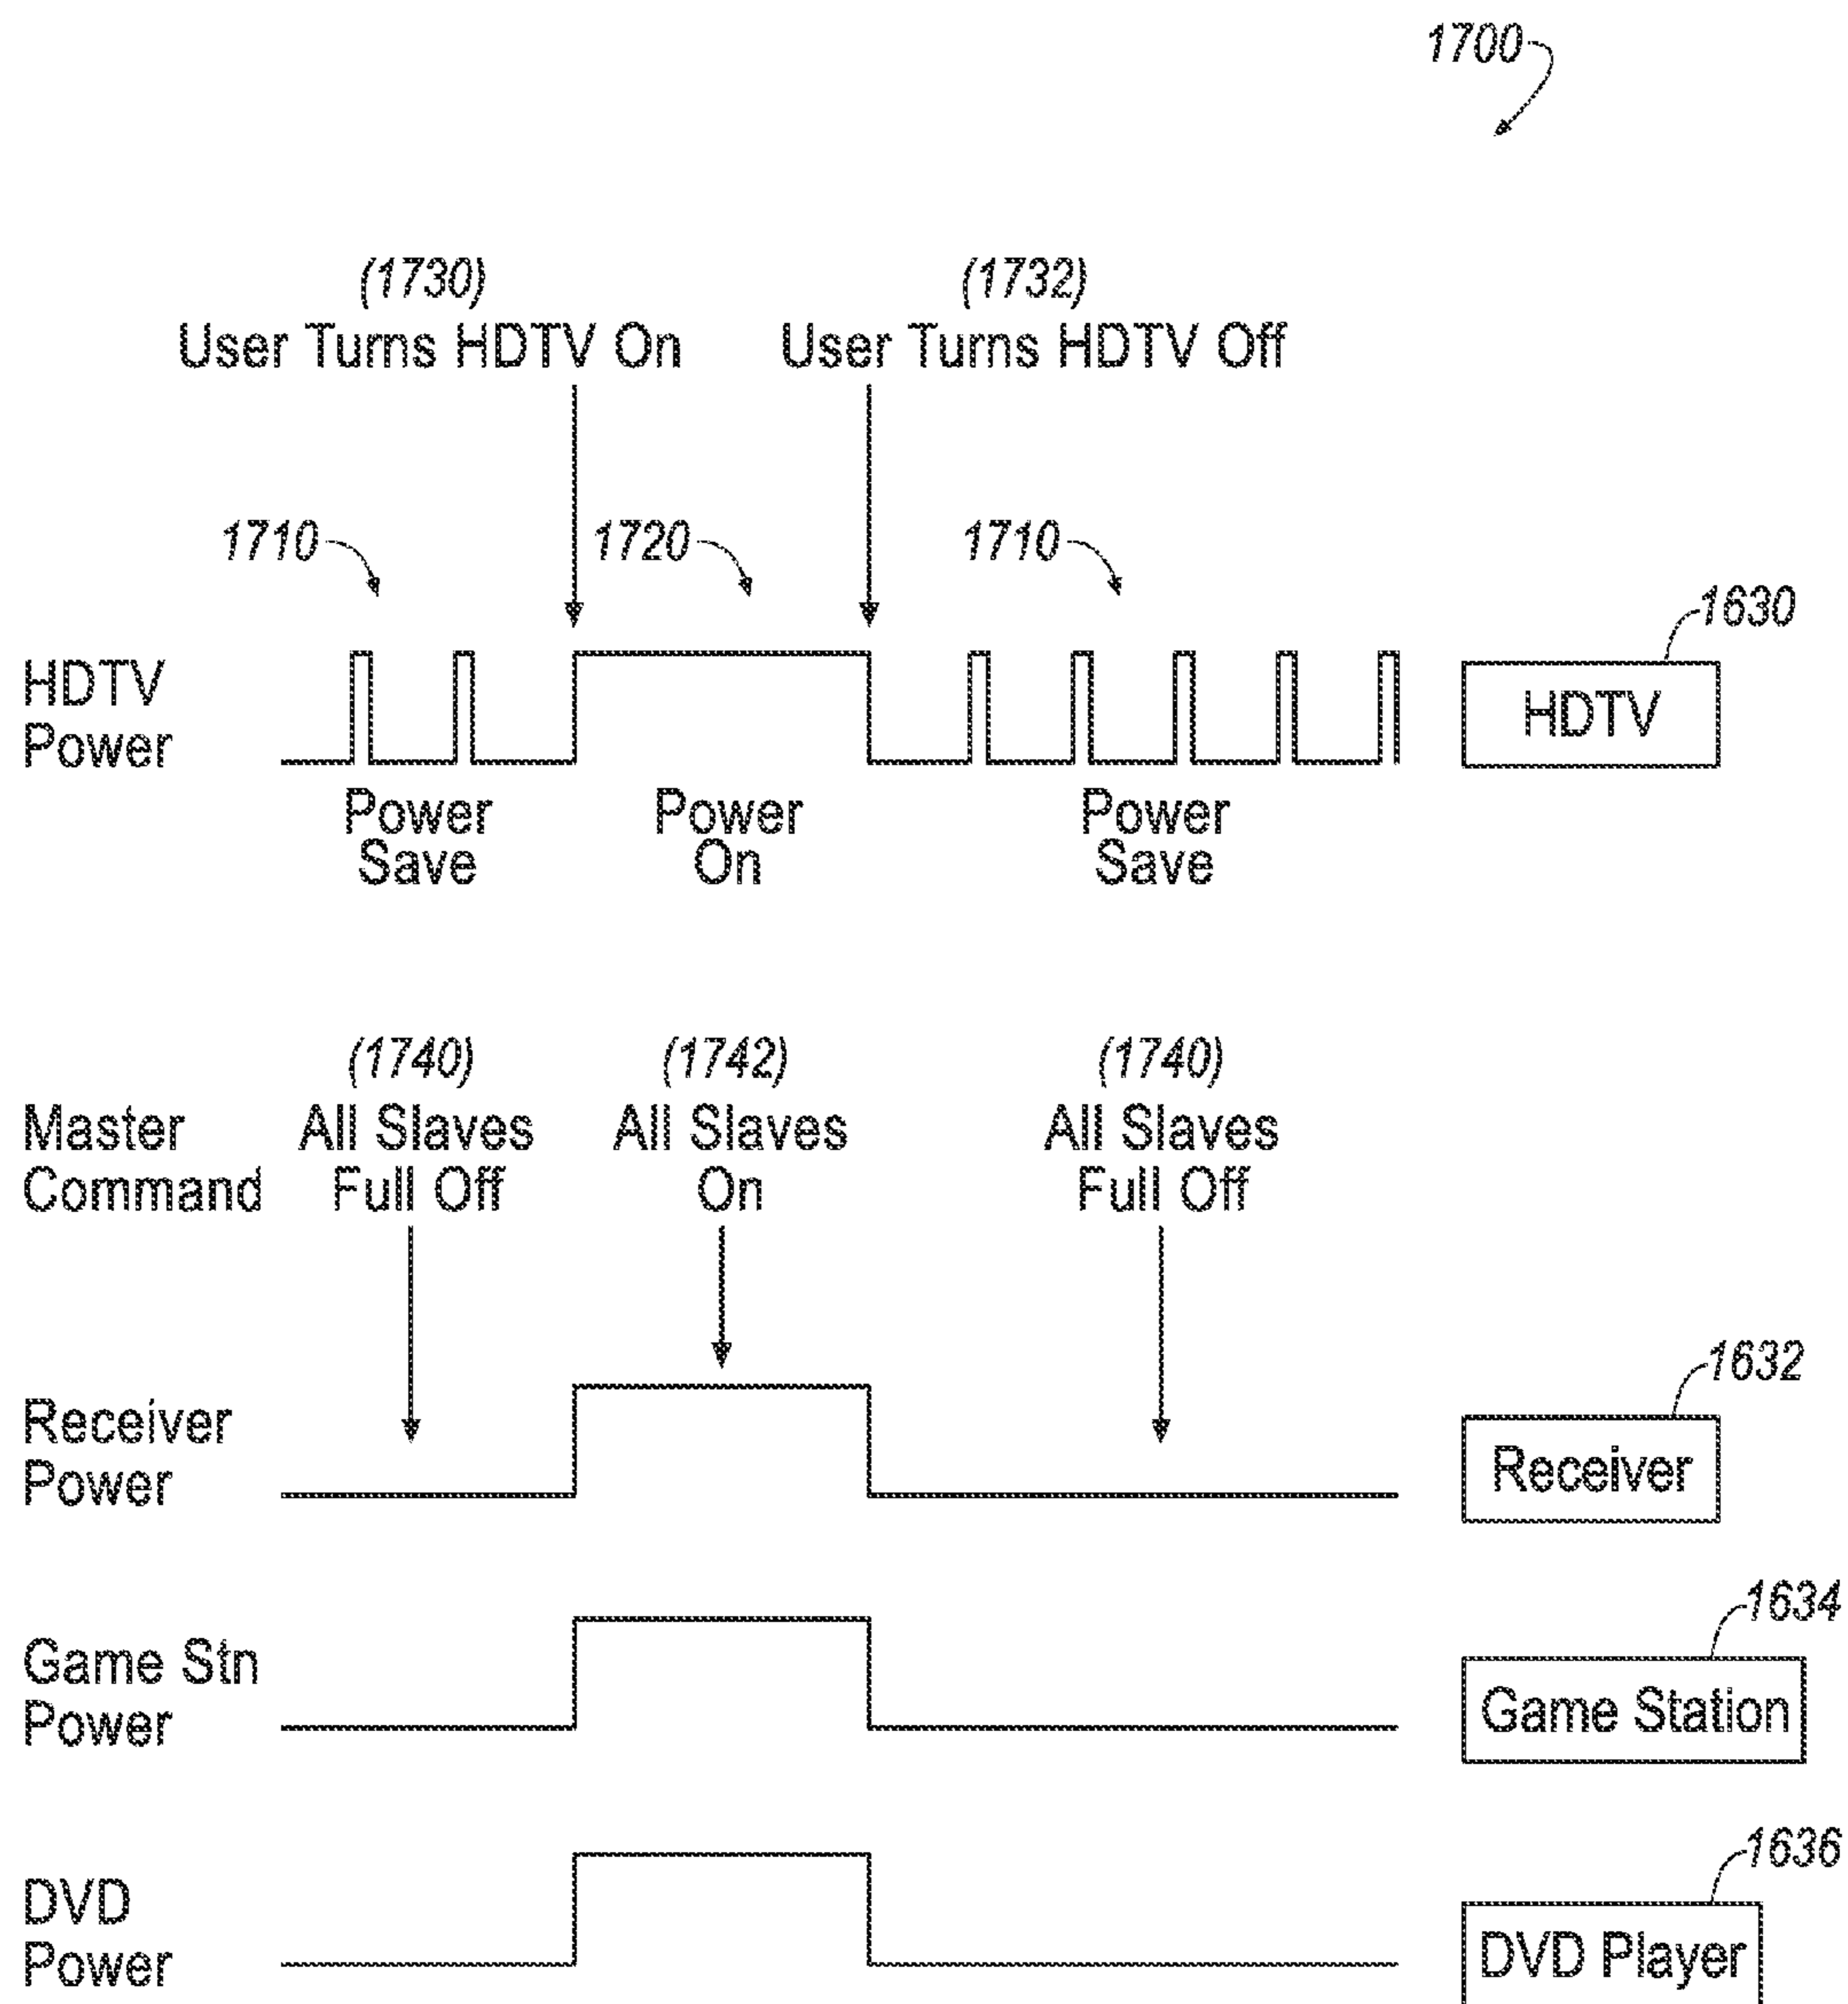 1700
(1730)
User Turns HDTV On
(1732)
User Turns HDTV Off
1710
1720
1710
HDTV
Power
1630
HDTV
Power
Save
Power
On
Power
Save
Master
Command
(1740)
All Slaves
Full Off
(1742)
All Slaves
On
(1740)
All Slaves
Full Off
Receiver
Power
1632
Receiver
Game Stn
Power
1634
Game Station
DVD
Power
1636
DVD Player